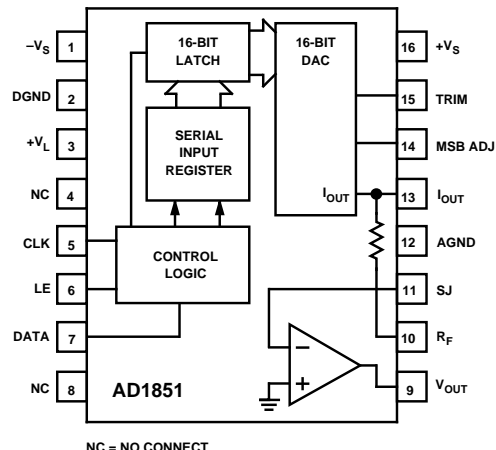 –VS 1
DGND 2
+VL 3
NC 4
CLK 5
LE 6
DATA 7
NC 8
16-BIT
LATCH
SERIAL
INPUT
REGISTER
CONTROL
LOGIC
16-BIT
DAC
IOUT
–
+
AD1851
16 +VS
15 TRIM
14 MSB ADJ
13 IOUT
12 AGND
11 SJ
10 RF
9 VOUT
NC = NO CONNECT